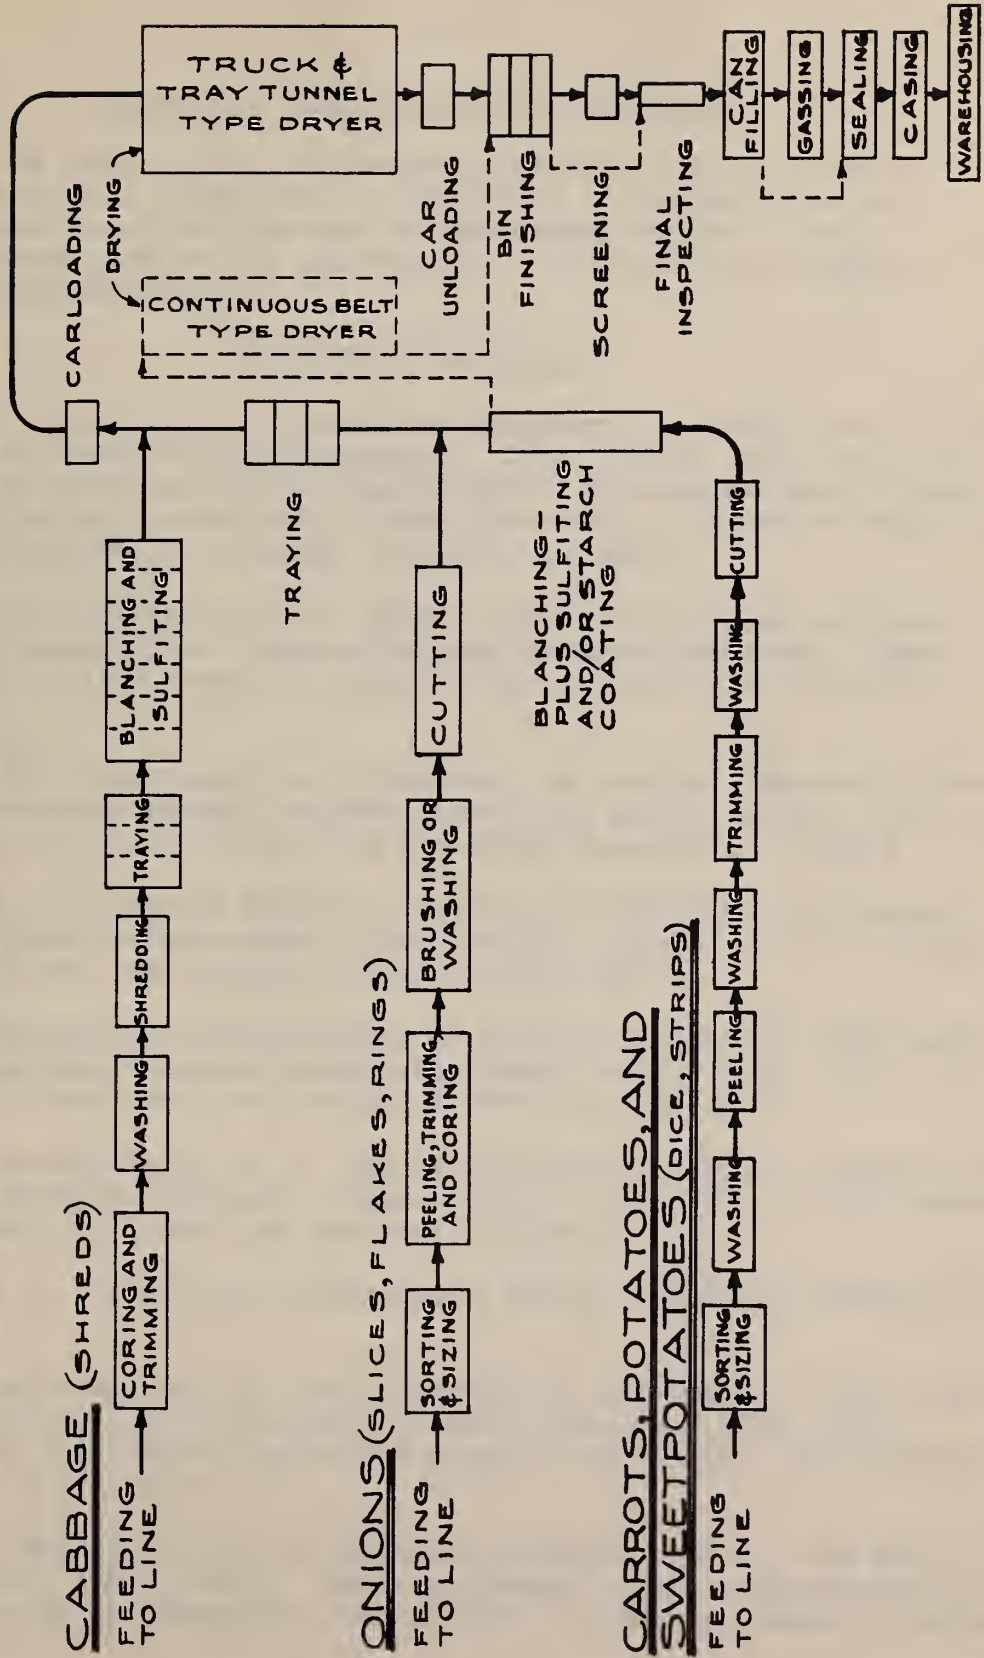 CABBAGE (SHREDS)
FEEDING
TO LINE
CORING AND
TRIMMING
WASHING
SHREDDING
TRAYING
BLANCHING AND
SULFITING
CARLOADING
ONIONS (SLICES, FLAKES, RINGS)
FEEDING
TO LINE
SORTING
& SIZING
PEELING, TRIMMING
AND CORING
BRUSHING OR
WASHING
CUTTING
TRAYING
CARROTS, POTATOES, AND
SWEETPOTATOES (DICE, STRIPS)
FEEDING
TO LINE
SORTING
& SIZING
WASHING
PEELING
WASHING
TRIMMING
WASHING
CUTTING
BLANCHING-
PLUS SULFITING
AND/OR STARCH
COATING
DRYING
TRUCK &
TRAY TUNNEL
TYPE DRYER
CONTINUOUS BELT
TYPE DRYER
CAR
UNLOADING
BIN
FINISHING
SCREENING
FINAL
INSPECTING
CAN
FILLING
GASSING
SEALING
CASING
WAREHOUSING